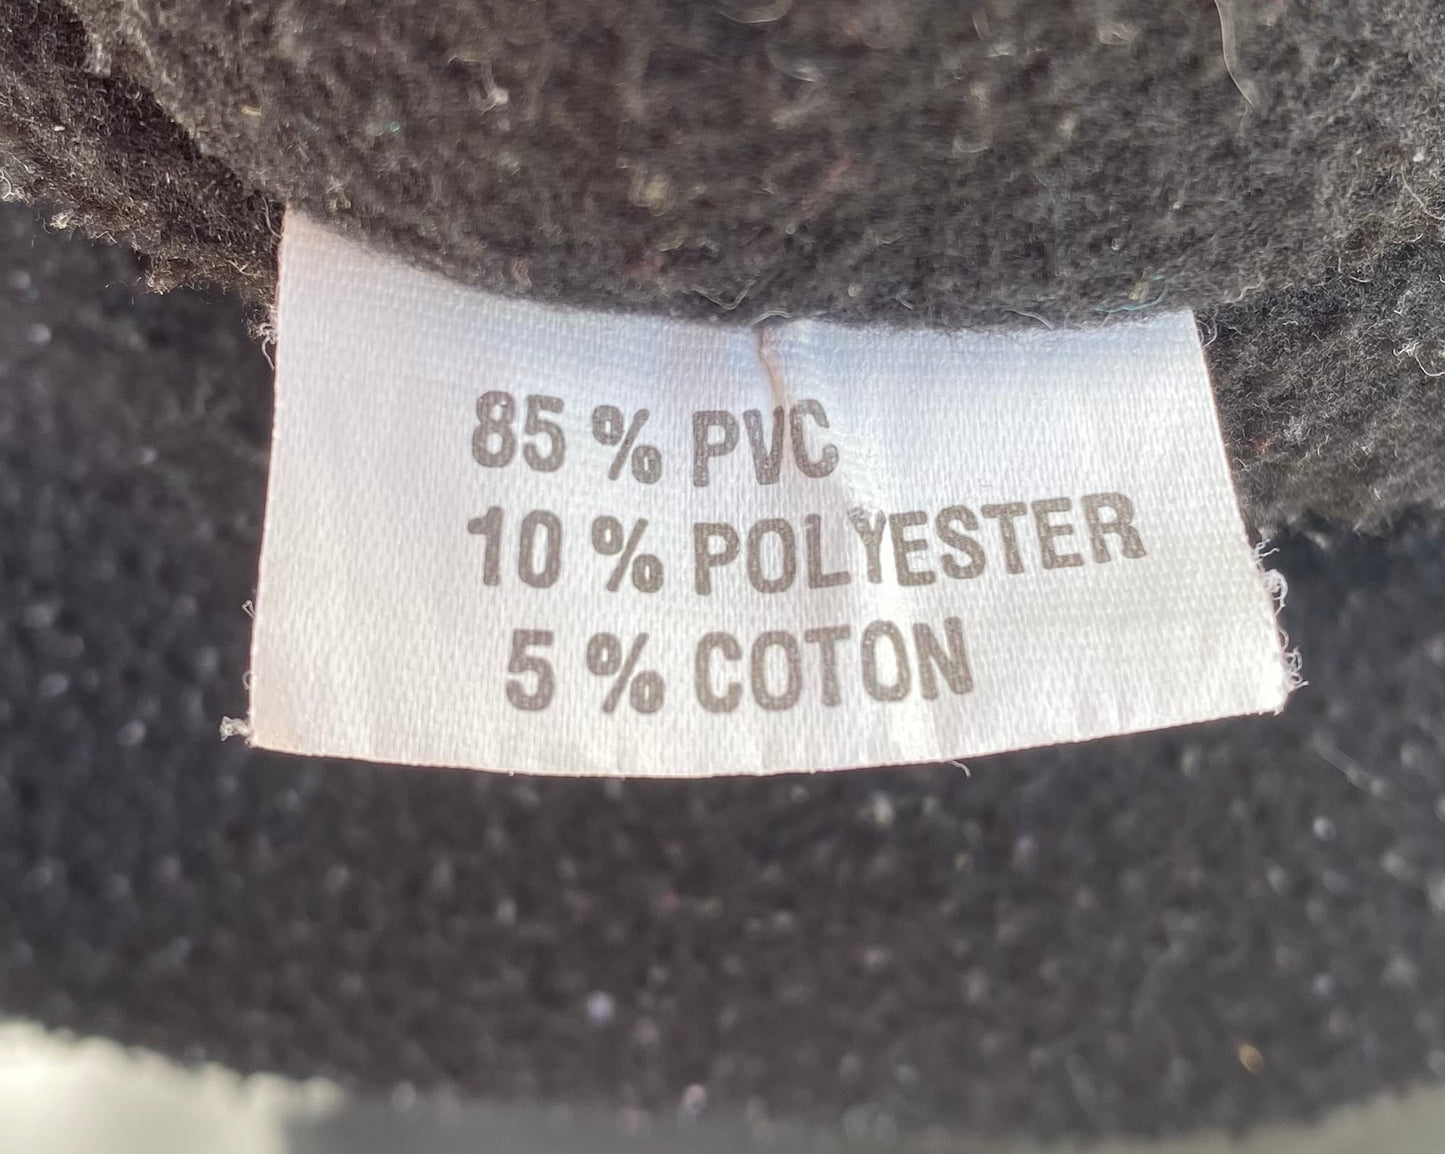 85 % PVC
10 % POLYESTER
5 % COTON